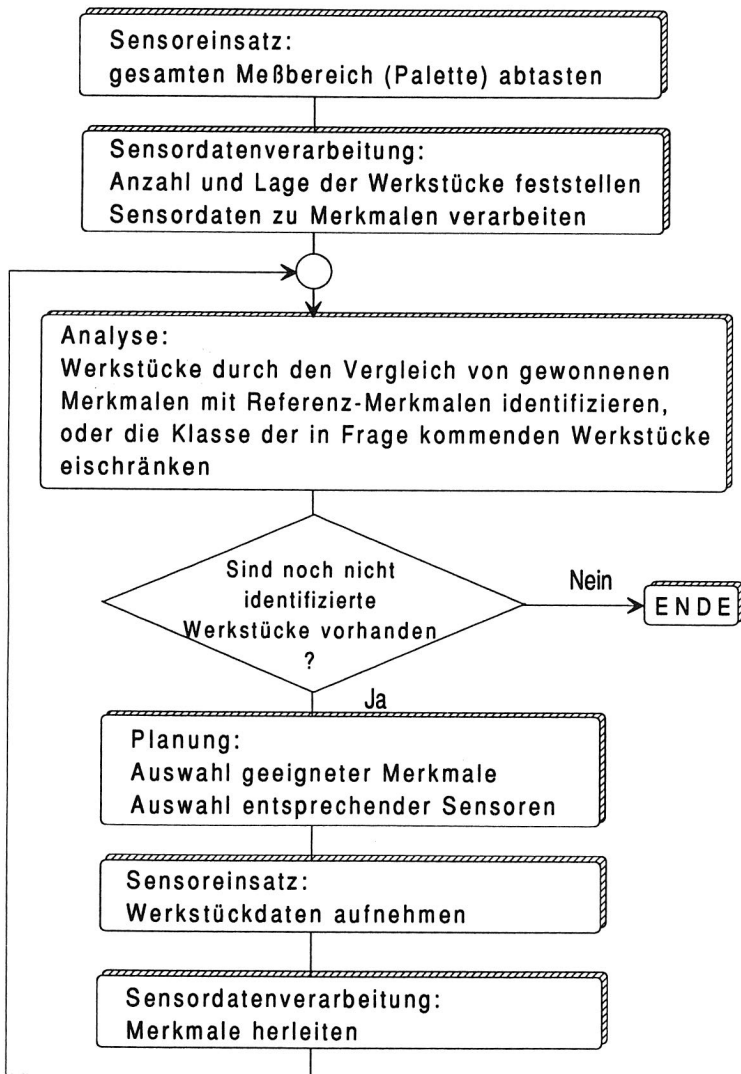 Sensoreinsatz:
gesamten Meßbereich (Palette) abtasten
Sensordatenverarbeitung:
Anzahl und Lage der Werkstücke feststellen
Sensordaten zu Merkmalen verarbeiten
Analyse:
Werkstücke durch den Vergleich von gewonnenen
Merkmalen mit Referenz-Merkmalen identifizieren,
oder die Klasse der in Frage kommenden Werkstücke
eischränken
Sind noch nicht
identifizierte
Werkstücke vorhanden
?
Nein
ENDE
Ja
Planung:
Auswahl geeigneter Merkmale
Auswahl entsprechender Sensoren
Sensoreinsatz:
Werkstückdaten aufnehmen
Sensordatenverarbeitung:
Merkmale herleiten